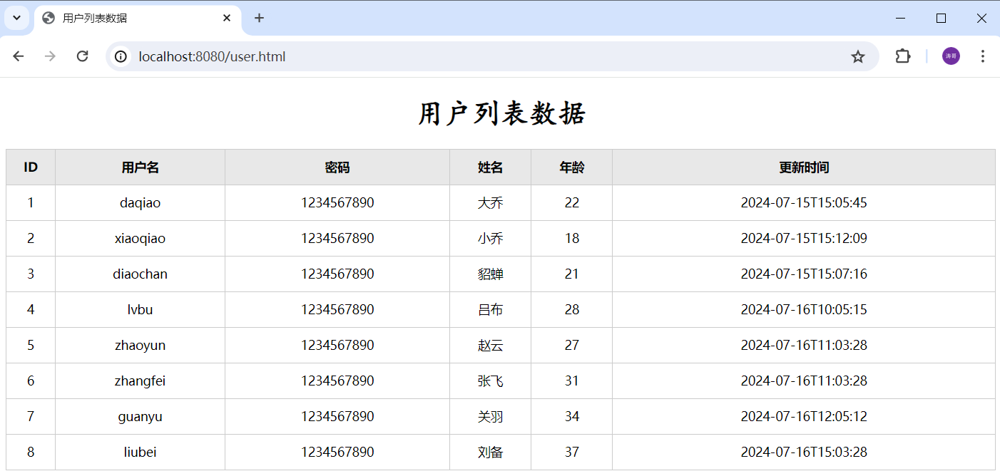 用户列表数据
localhost:8080/user.html
涛哥
用户列表数据
ID 用户名 密码 姓名 年龄 更新时间
1 daqiao 1234567890 大乔 22 2024-07-15T15:05:45
2 xiaoqiao 1234567890 小乔 18 2024-07-15T15:12:09
3 diaochan 1234567890 貂蝉 21 2024-07-15T15:07:16
4 lvbu 1234567890 吕布 28 2024-07-16T10:05:15
5 zhaoyun 1234567890 赵云 27 2024-07-16T11:03:28
6 zhangfei 1234567890 张飞 31 2024-07-16T11:03:28
7 guanyu 1234567890 关羽 34 2024-07-16T12:05:12
8 liubei 1234567890 刘备 37 2024-07-16T15:03:28